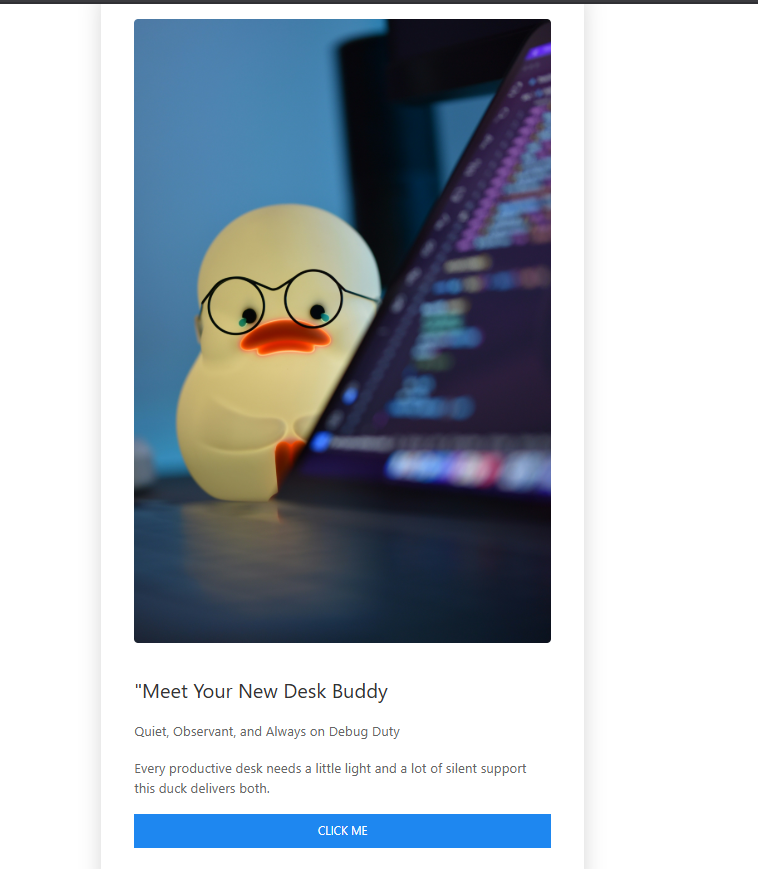 "Meet Your New Desk Buddy
Quiet, Observant, and Always on Debug Duty
Every productive desk needs a little light and a lot of silent support
this duck delivers both.
CLICK ME